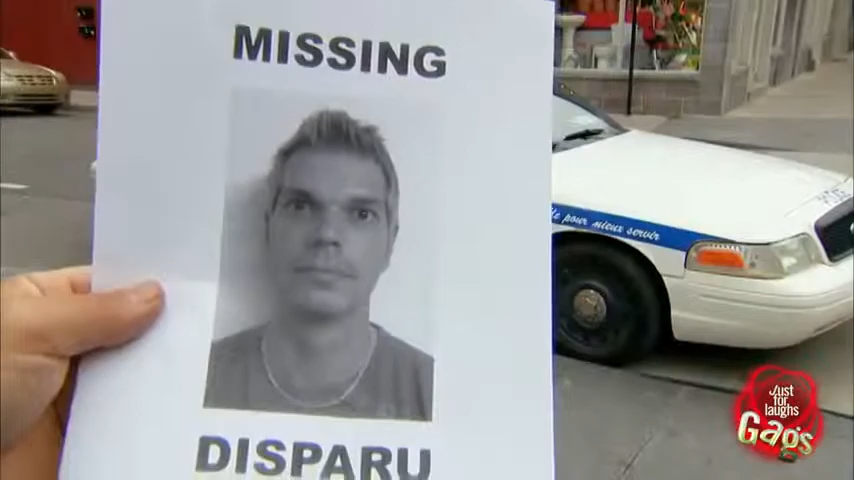 MISSING
DISPARU
pour mieux servir
Just
for
laughs
Gags